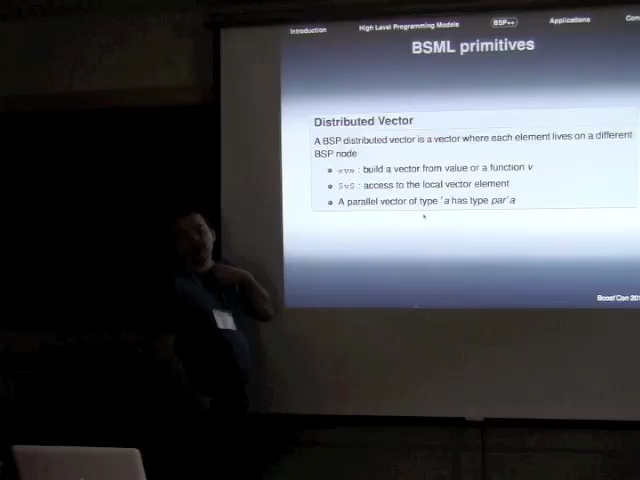 Introduction High Level Programming Models BSP++ Applications
BSML primitives
Distributed Vector
A BSP distributed vector is a vector where each element lives on a different
BSP node
«v» : build a vector from value or a function v
$v$ : access to the local vector element
A parallel vector of type 'a has type par'a